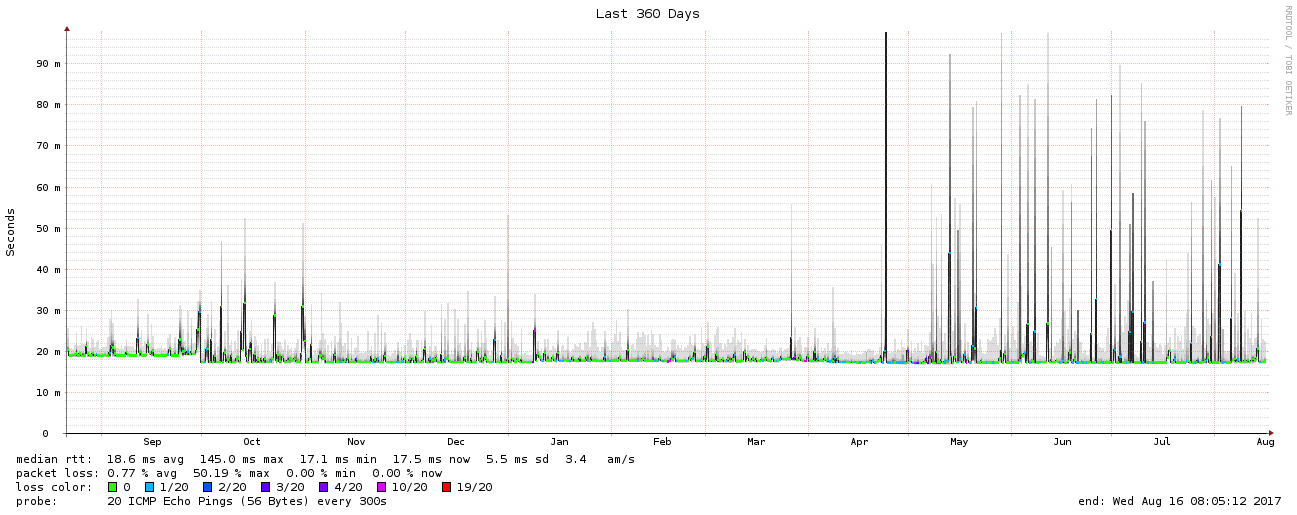 Last 360 Days
RRDTOOL / TOBI OETIKER
Seconds
90 m
80 m
70 m
60 m
50 m
40 m
30 m
20 m
10 m
0
Sep Oct Nov Dec Jan Feb Mar Apr May Jun Jul Aug
median rtt: 18.6 ms avg 145.0 ms max 17.1 ms min 17.5 ms now 5.5 ms sd 3.4 am/s
packet loss: 0.77 % avg 50.19 % max 0.00 % min 0.00 % now
loss color: 0 1/20 2/20 3/20 4/20 10/20 19/20
probe: 20 ICMP Echo Pings (56 Bytes) every 300s end: Wed Aug 16 08:05:12 2017